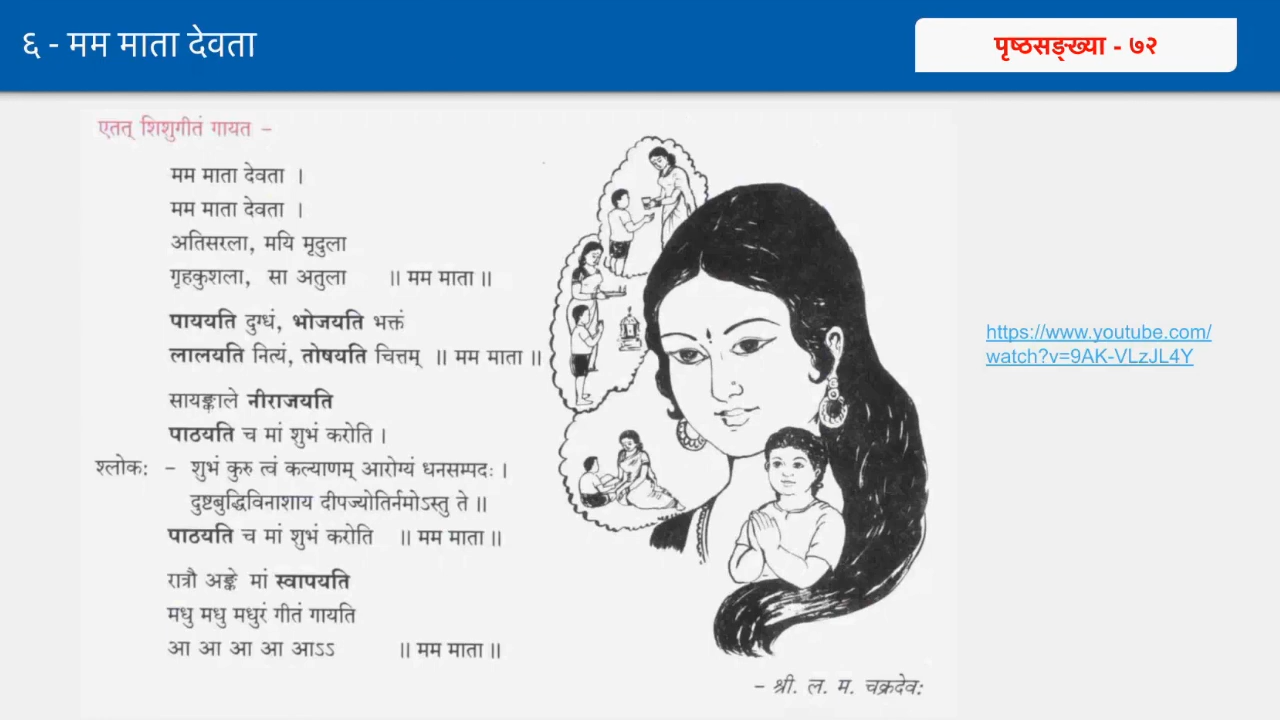 ६ - मम माता देवता
पृष्ठसङ्ख्या - ७२
एतत् शिशुगीतं गायत –
मम माता देवता ।
मम माता देवता ।
अतिसरला, मयि मृदुला
गृहकुशला, सा अतुला ॥ मम माता ॥
पाययति दुग्धं, भोजयति भक्तं
लालयति नित्यं, तोषयति चित्तम् ॥ मम माता ॥
सायङ्काले नीराजयति
पाठयति च मां शुभं करोति ।
श्लोकः – शुभं कुरु त्वं कल्याणम् आरोग्यं धनसम्पदः ।
दुष्टबुद्धिविनाशाय दीपज्योतिर्नमोऽस्तु ते ॥
पाठयति च मां शुभं करोति ॥ मम माता ॥
रात्रौ अङ्के मां स्वापयति
मधु मधु मधुरं गीतं गायति
आ आ आ आ आऽऽ ॥ मम माता ॥
– श्री. ल. म. चक्रदेवः
https://www.youtube.com/
watch?v=9AK-VLzJL4Y